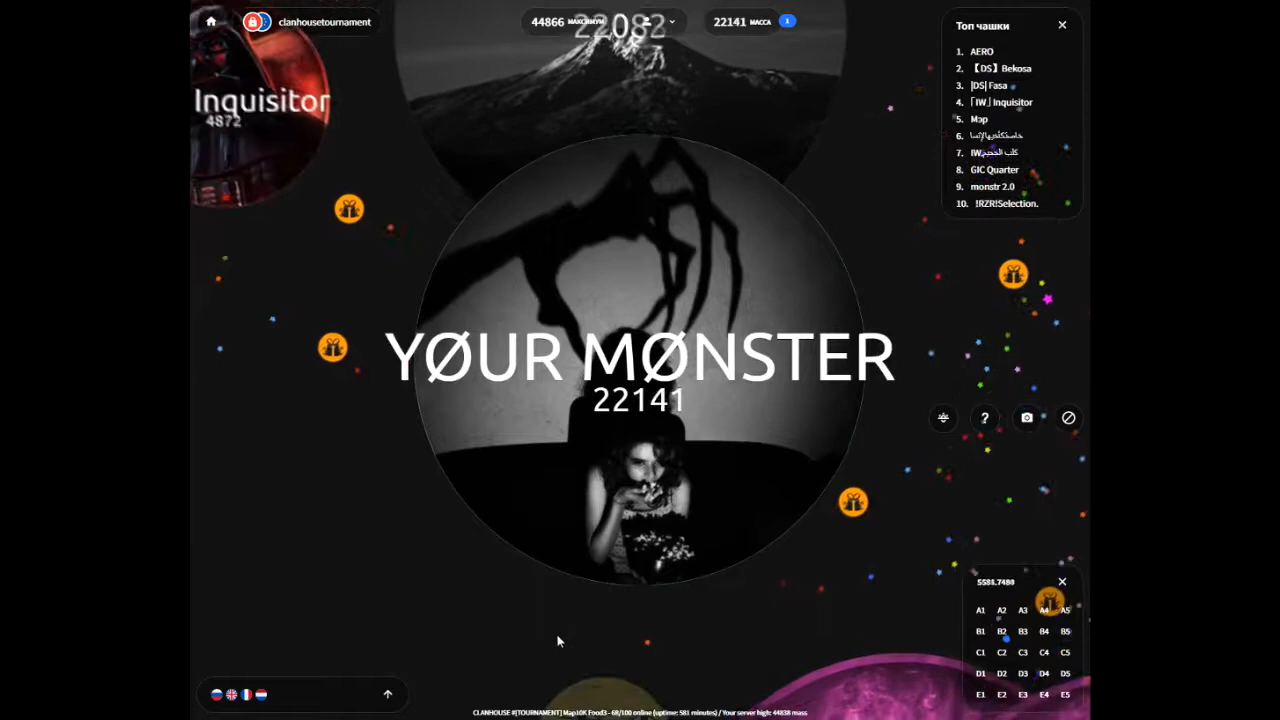 clanhousetournament
44866 МАКСИМУМ
22082
22141 МАССА
1
Топ чашки
1. AERO
2. 【DS】Bekosa
3. |DS| Fasa
4. 「IW」Inquisitor
5. Мэр
7. IW
8. GIC Quarter
9. monstr 2.0
10. !RZR!Selection.
Inquisitor
4872
YØUR MØNSTER
22141
?
A1 A2 A3 A4 A5
B1 B2 B3 B4 B5
C1 C2 C3 C4 C5
D1 D2 D3 D4 D5
E1 E2 E3 E4 E5
CLANHOUSE #[TOURNAMENT] Map10K Food3 - 68/100 online (uptime: 581 minutes) / Your server high: 44838 mass